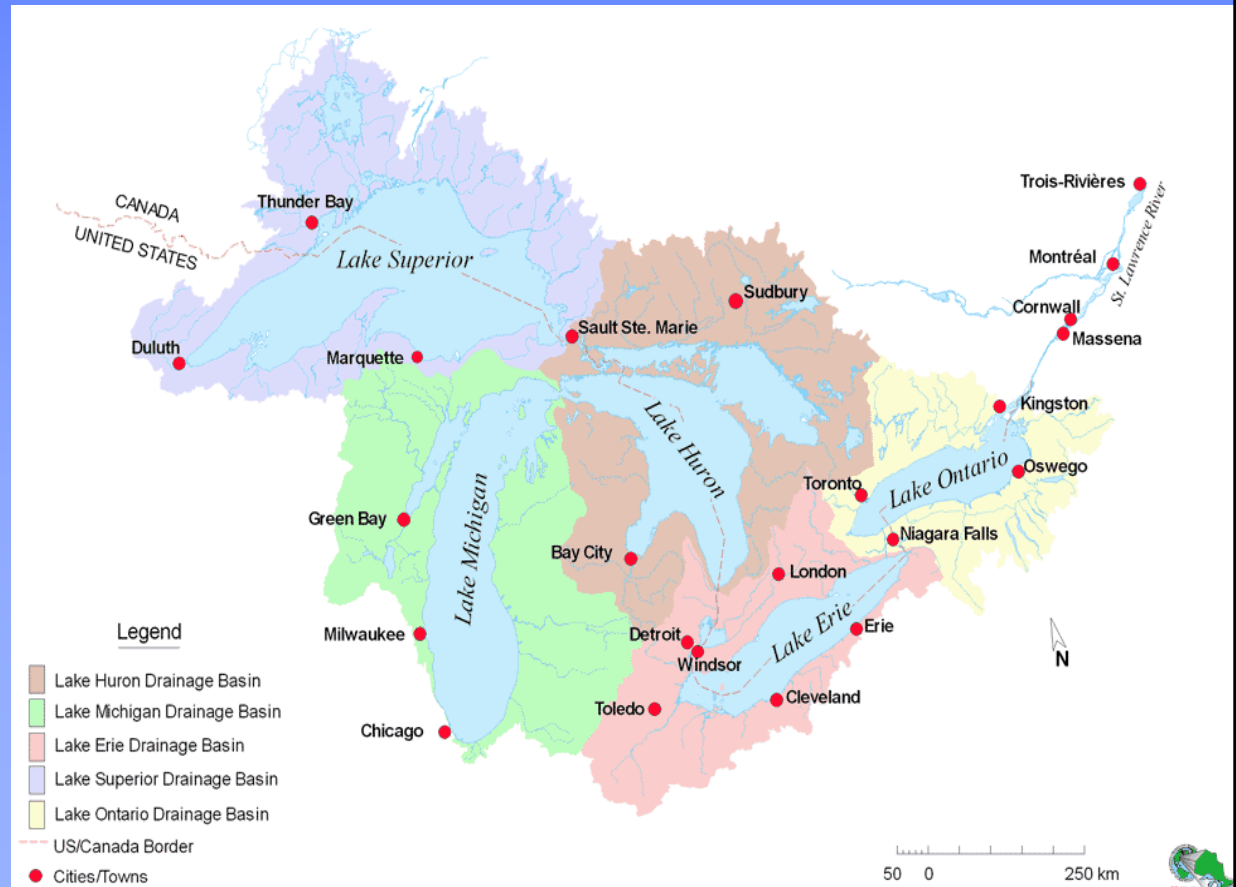 CANADA
UNITED STATES
Thunder Bay
Lake Superior
Duluth
Marquette
Sault Ste. Marie
Sudbury
Trois-Rivières
St. Lawrence River
Montréal
Cornwall
Massena
Kingston
Lake Huron
Toronto
Lake Ontario
Oswego
Niagara Falls
Green Bay
Lake Michigan
Bay City
London
Milwaukee
Detroit
Windsor
Lake Erie
Erie
Toledo
Cleveland
Chicago
N
Legend
Lake Huron Drainage Basin
Lake Michigan Drainage Basin
Lake Erie Drainage Basin
Lake Superior Drainage Basin
Lake Ontario Drainage Basin
US/Canada Border
Cities/Towns
50 0 250 km